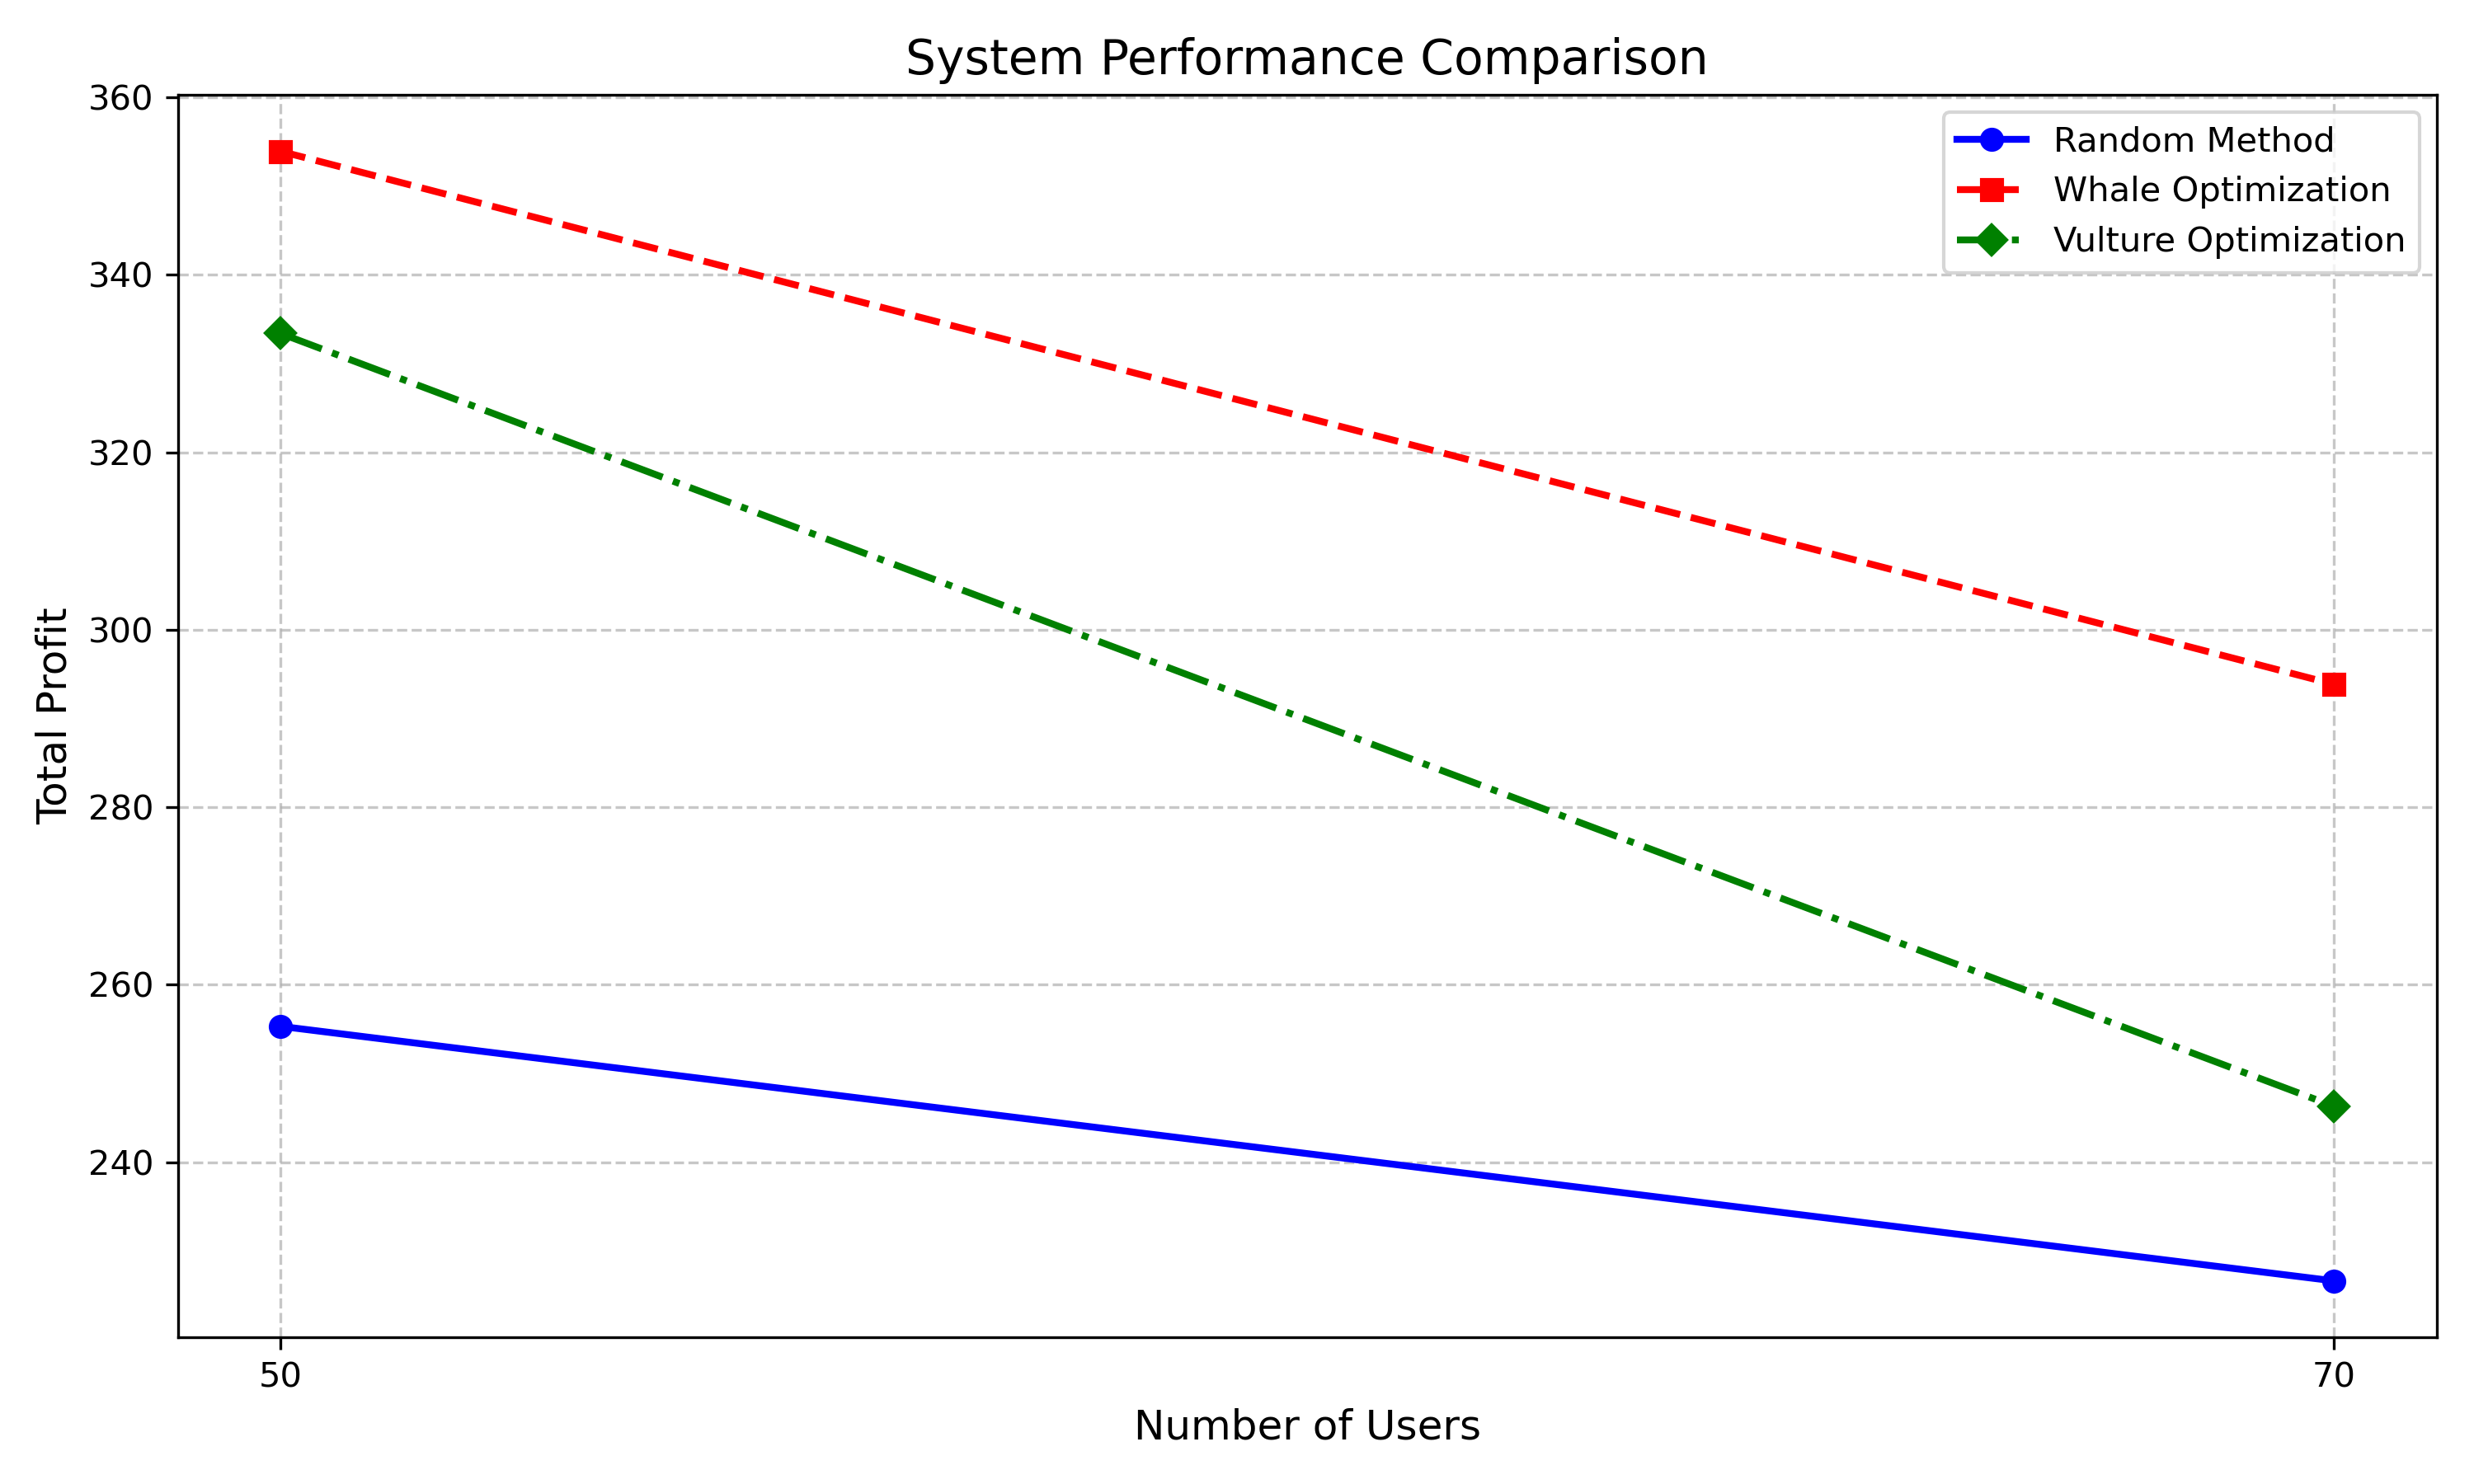 System Performance Comparison
Random Method
Whale Optimization
Vulture Optimization
Total Profit
360
340
320
300
280
260
240
50
70
Number of Users